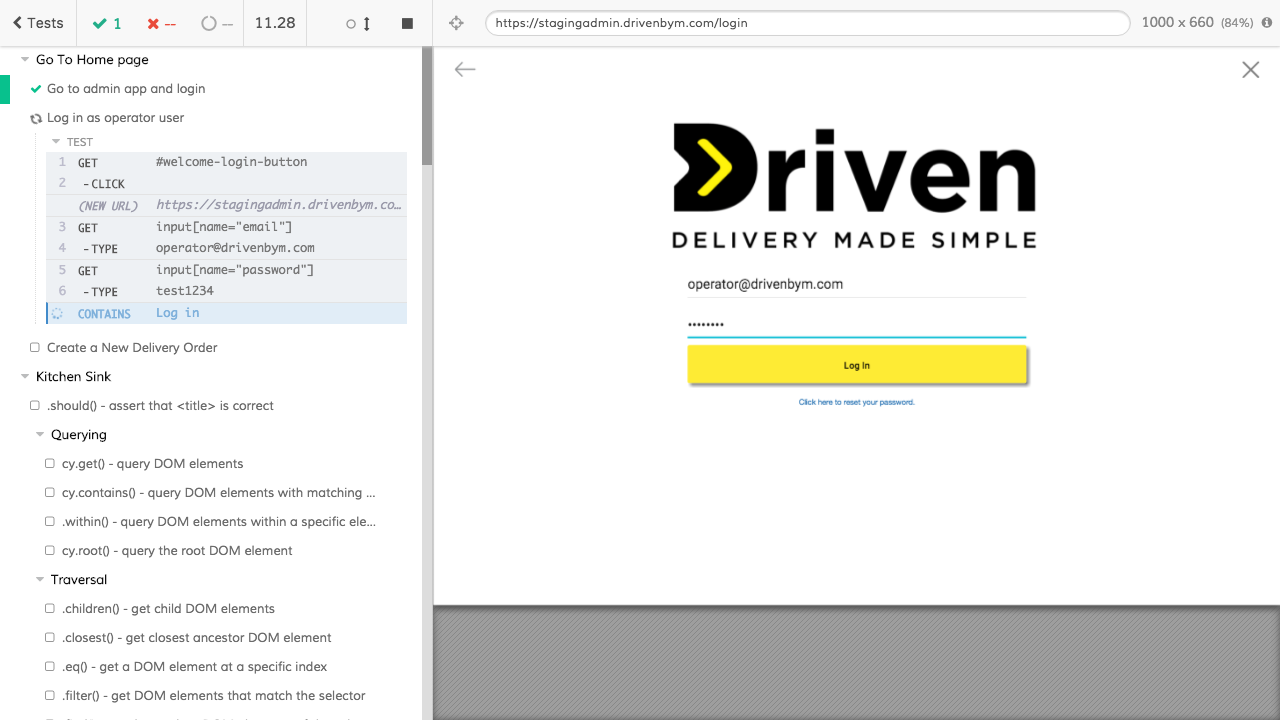 Tests
1
--
--
11.28
https://stagingadmin.drivenbym.com/login
1000 x 660 (84%)
Go To Home page
Go to admin app and login
Log in as operator user
TEST
1 GET #welcome-login-button
2 - CLICK
(NEW URL) https://stagingadmin.drivenbym.co...
3 GET input[name="email"]
4 - TYPE operator@drivenbym.com
5 GET input[name="password"]
6 - TYPE test1234
CONTAINS Log in
Create a New Delivery Order
Kitchen Sink
.should() - assert that <title> is correct
Querying
cy.get() - query DOM elements
cy.contains() - query DOM elements with matching ...
.within() - query DOM elements within a specific ele...
cy.root() - query the root DOM element
Traversal
.children() - get child DOM elements
.closest() - get closest ancestor DOM element
.eq() - get a DOM element at a specific index
.filter() - get DOM elements that match the selector
Driven
DELIVERY MADE SIMPLE
operator@drivenbym.com
••••••••
Log In
Click here to reset your password.